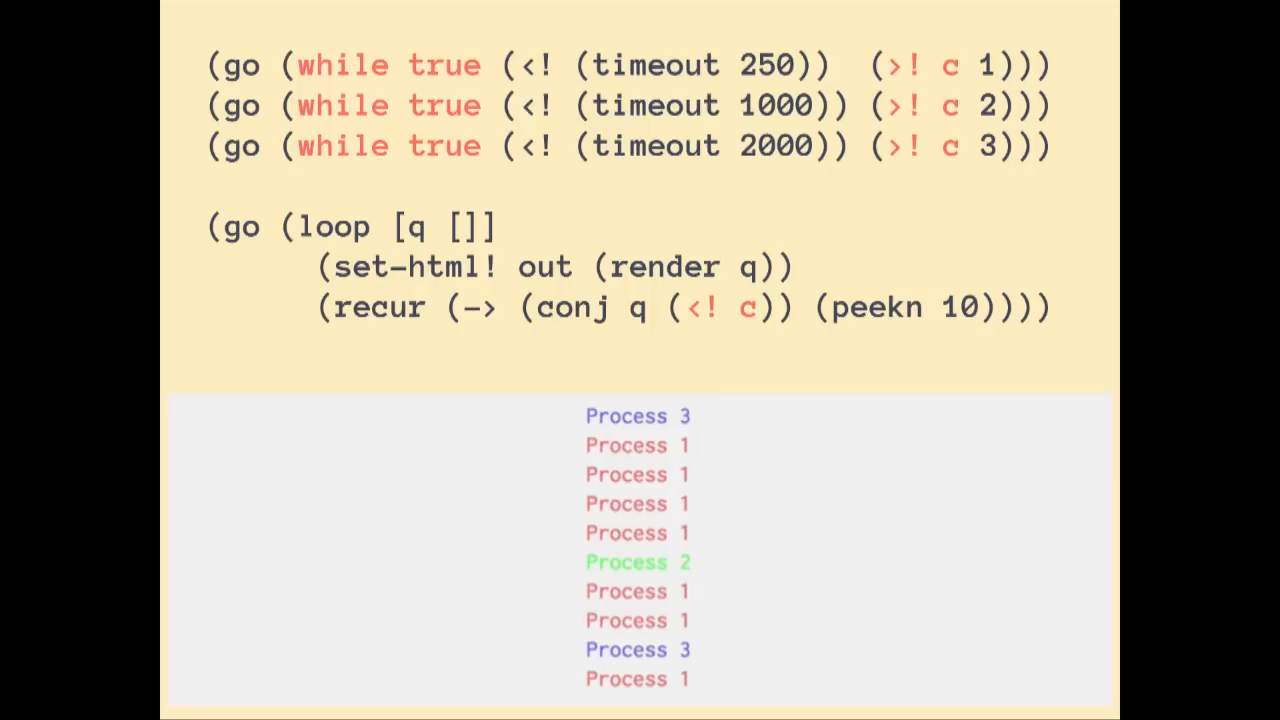 (go (while true (<! (timeout 250))  (>! c 1)))
(go (while true (<! (timeout 1000)) (>! c 2)))
(go (while true (<! (timeout 2000)) (>! c 3)))
(go (loop [q []]
      (set-html! out (render q))
      (recur (-> (conj q (<! c)) (peekn 10))))
Process 3
Process 1
Process 1
Process 1
Process 1
Process 2
Process 1
Process 1
Process 3
Process 1